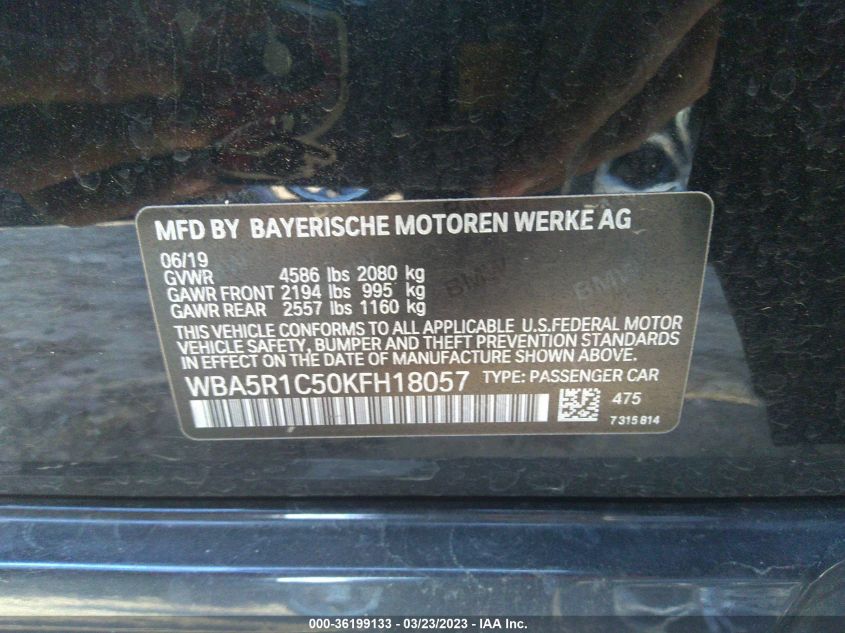 MFD BY BAYERISCHE MOTOREN WERKE AG
06/19
GVWR 4586 lbs 2080 kg
GAWR FRONT 2194 lbs 995 kg
GAWR REAR 2557 lbs 1160 kg
THIS VEHICLE CONFORMS TO ALL APPLICABLE U.S.FEDERAL MOTOR
VEHICLE SAFETY, BUMPER AND THEFT PREVENTION STANDARDS
IN EFFECT ON THE DATE OF MANUFACTURE SHOWN ABOVE.
WBA5R1C50KFH18057 TYPE: PASSENGER CAR
475
7315814
000-36199133 - 03/23/2023 - IAA Inc.